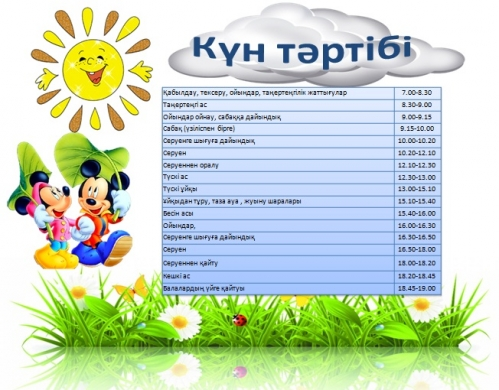 Күн тәртібі
Қабылдау, тексеру, ойындар, таңертеңгілік жаттығулар 7.00-8.30
Таңертеңгі ас 8.30-9.00
Ойындар ойнау, сабаққа дайындық 9.00-9.15
Сабақ (үзіліспен бірге) 9.15-10.00
Серуенге шығуға дайындық 10.00-10.20
Серуен 10.20-12.10
Серуеннен оралу 12.10-12.30
Түскі ас 12.30-13.00
Түскі ұйқы 13.00-15.10
Ұйқыдан тұру, таза ауа , жуыну шаралары 15.10-15.40
Бесін асы 15.40-16.00
Ойындар, 16.00-16.30
Серуенге шығуға дайындық 16.30-16.50
Серуен 16.50-18.00
Серуеннен қайту 18.00-18.20
Кешкі ас 18.20-18.45
Балалардың үйге қайтуы 18.45-19.00